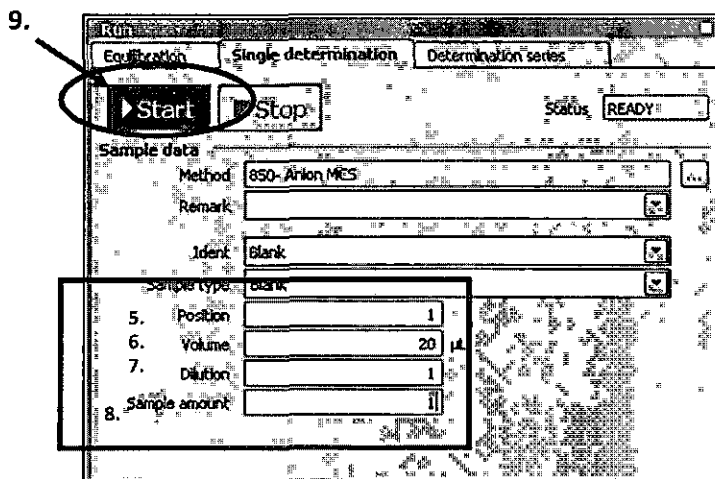 9.
Run
Equilibration Single determination Determination series
Start Stop Status READY
Sample data
Method 850- Anion MCS ...
Remark
Ident Blank
Sample type Blank
5. Position 1
6. Volume 20 µL
7. Dilution 1
8. Sample amount 1